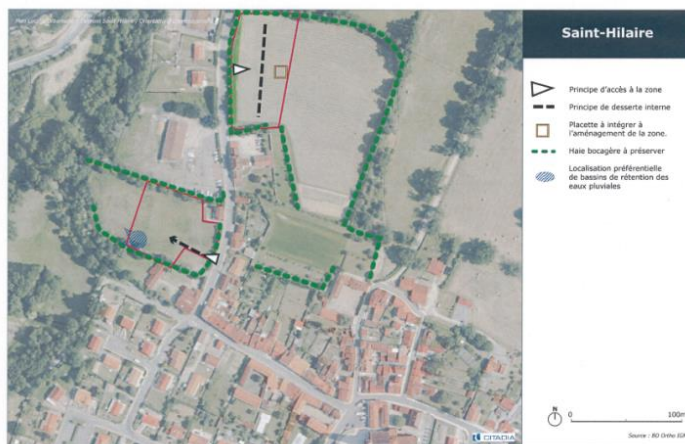 Saint-Hilaire
Principe d'accès à la zone
Principe de desserte interne
Placette à intégrer à
l'aménagement de la zone.
Haie bocagère à préserver
Localisation préférentielle
de bassins de rétention des
eaux pluviales
N
0 100m
CITADIA
Source : BD Ortho